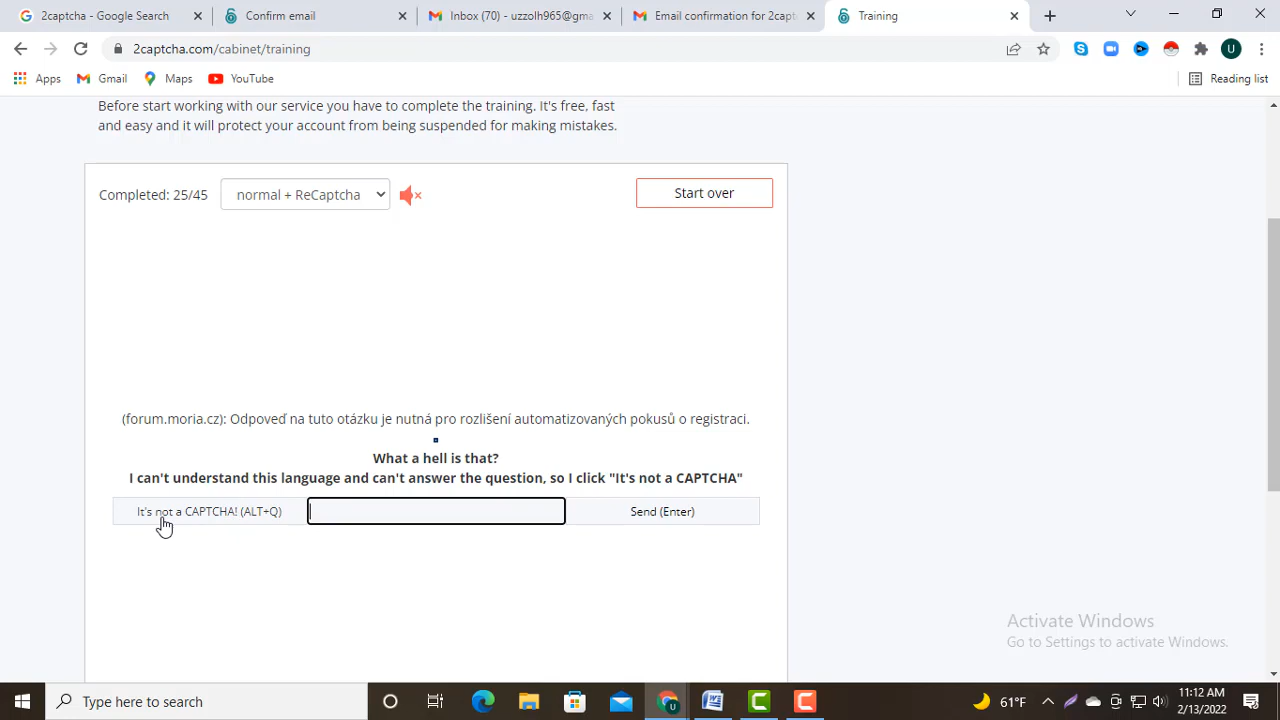 2captcha - Google Search
Confirm email
Inbox (70) - uzzolh965@gma
Email confirmation for 2capt
Training
2captcha.com/cabinet/training
U
Apps
Gmail
Maps
YouTube
Reading list
Before start working with our service you have to complete the training. It's free, fast
and easy and it will protect your account from being suspended for making mistakes.
Completed: 25/45
normal + ReCaptcha
Start over
(forum.moria.cz): Odpoveď na tuto otázku je nutná pro rozlišení automatizovaných pokusů o registraci.
What a hell is that?
I can't understand this language and can't answer the question, so I click "It's not a CAPTCHA"
It's not a CAPTCHA! (ALT+Q)
Send (Enter)
Activate Windows
Go to Settings to activate Windows.
Type here to search
61°F
11:12 AM
2/13/2022